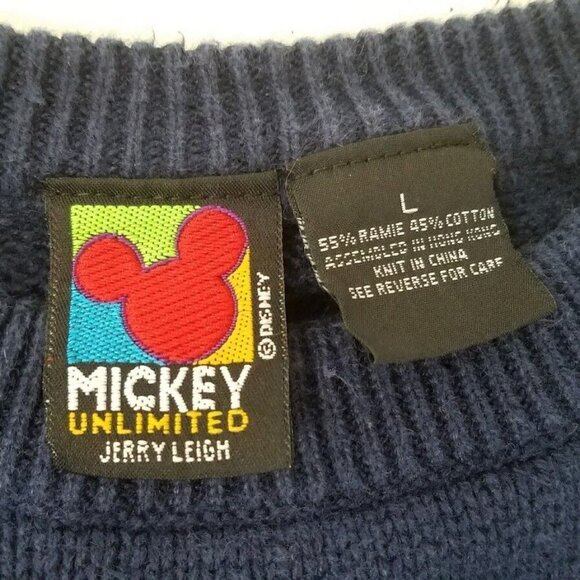 MICKEY
UNLIMITED
JERRY LEIGH
© DISNEY
L
55% RAMIE 45% COTTON
ASSEMBLED IN HONG KONG
KNIT IN CHINA
SEE REVERSE FOR CARE